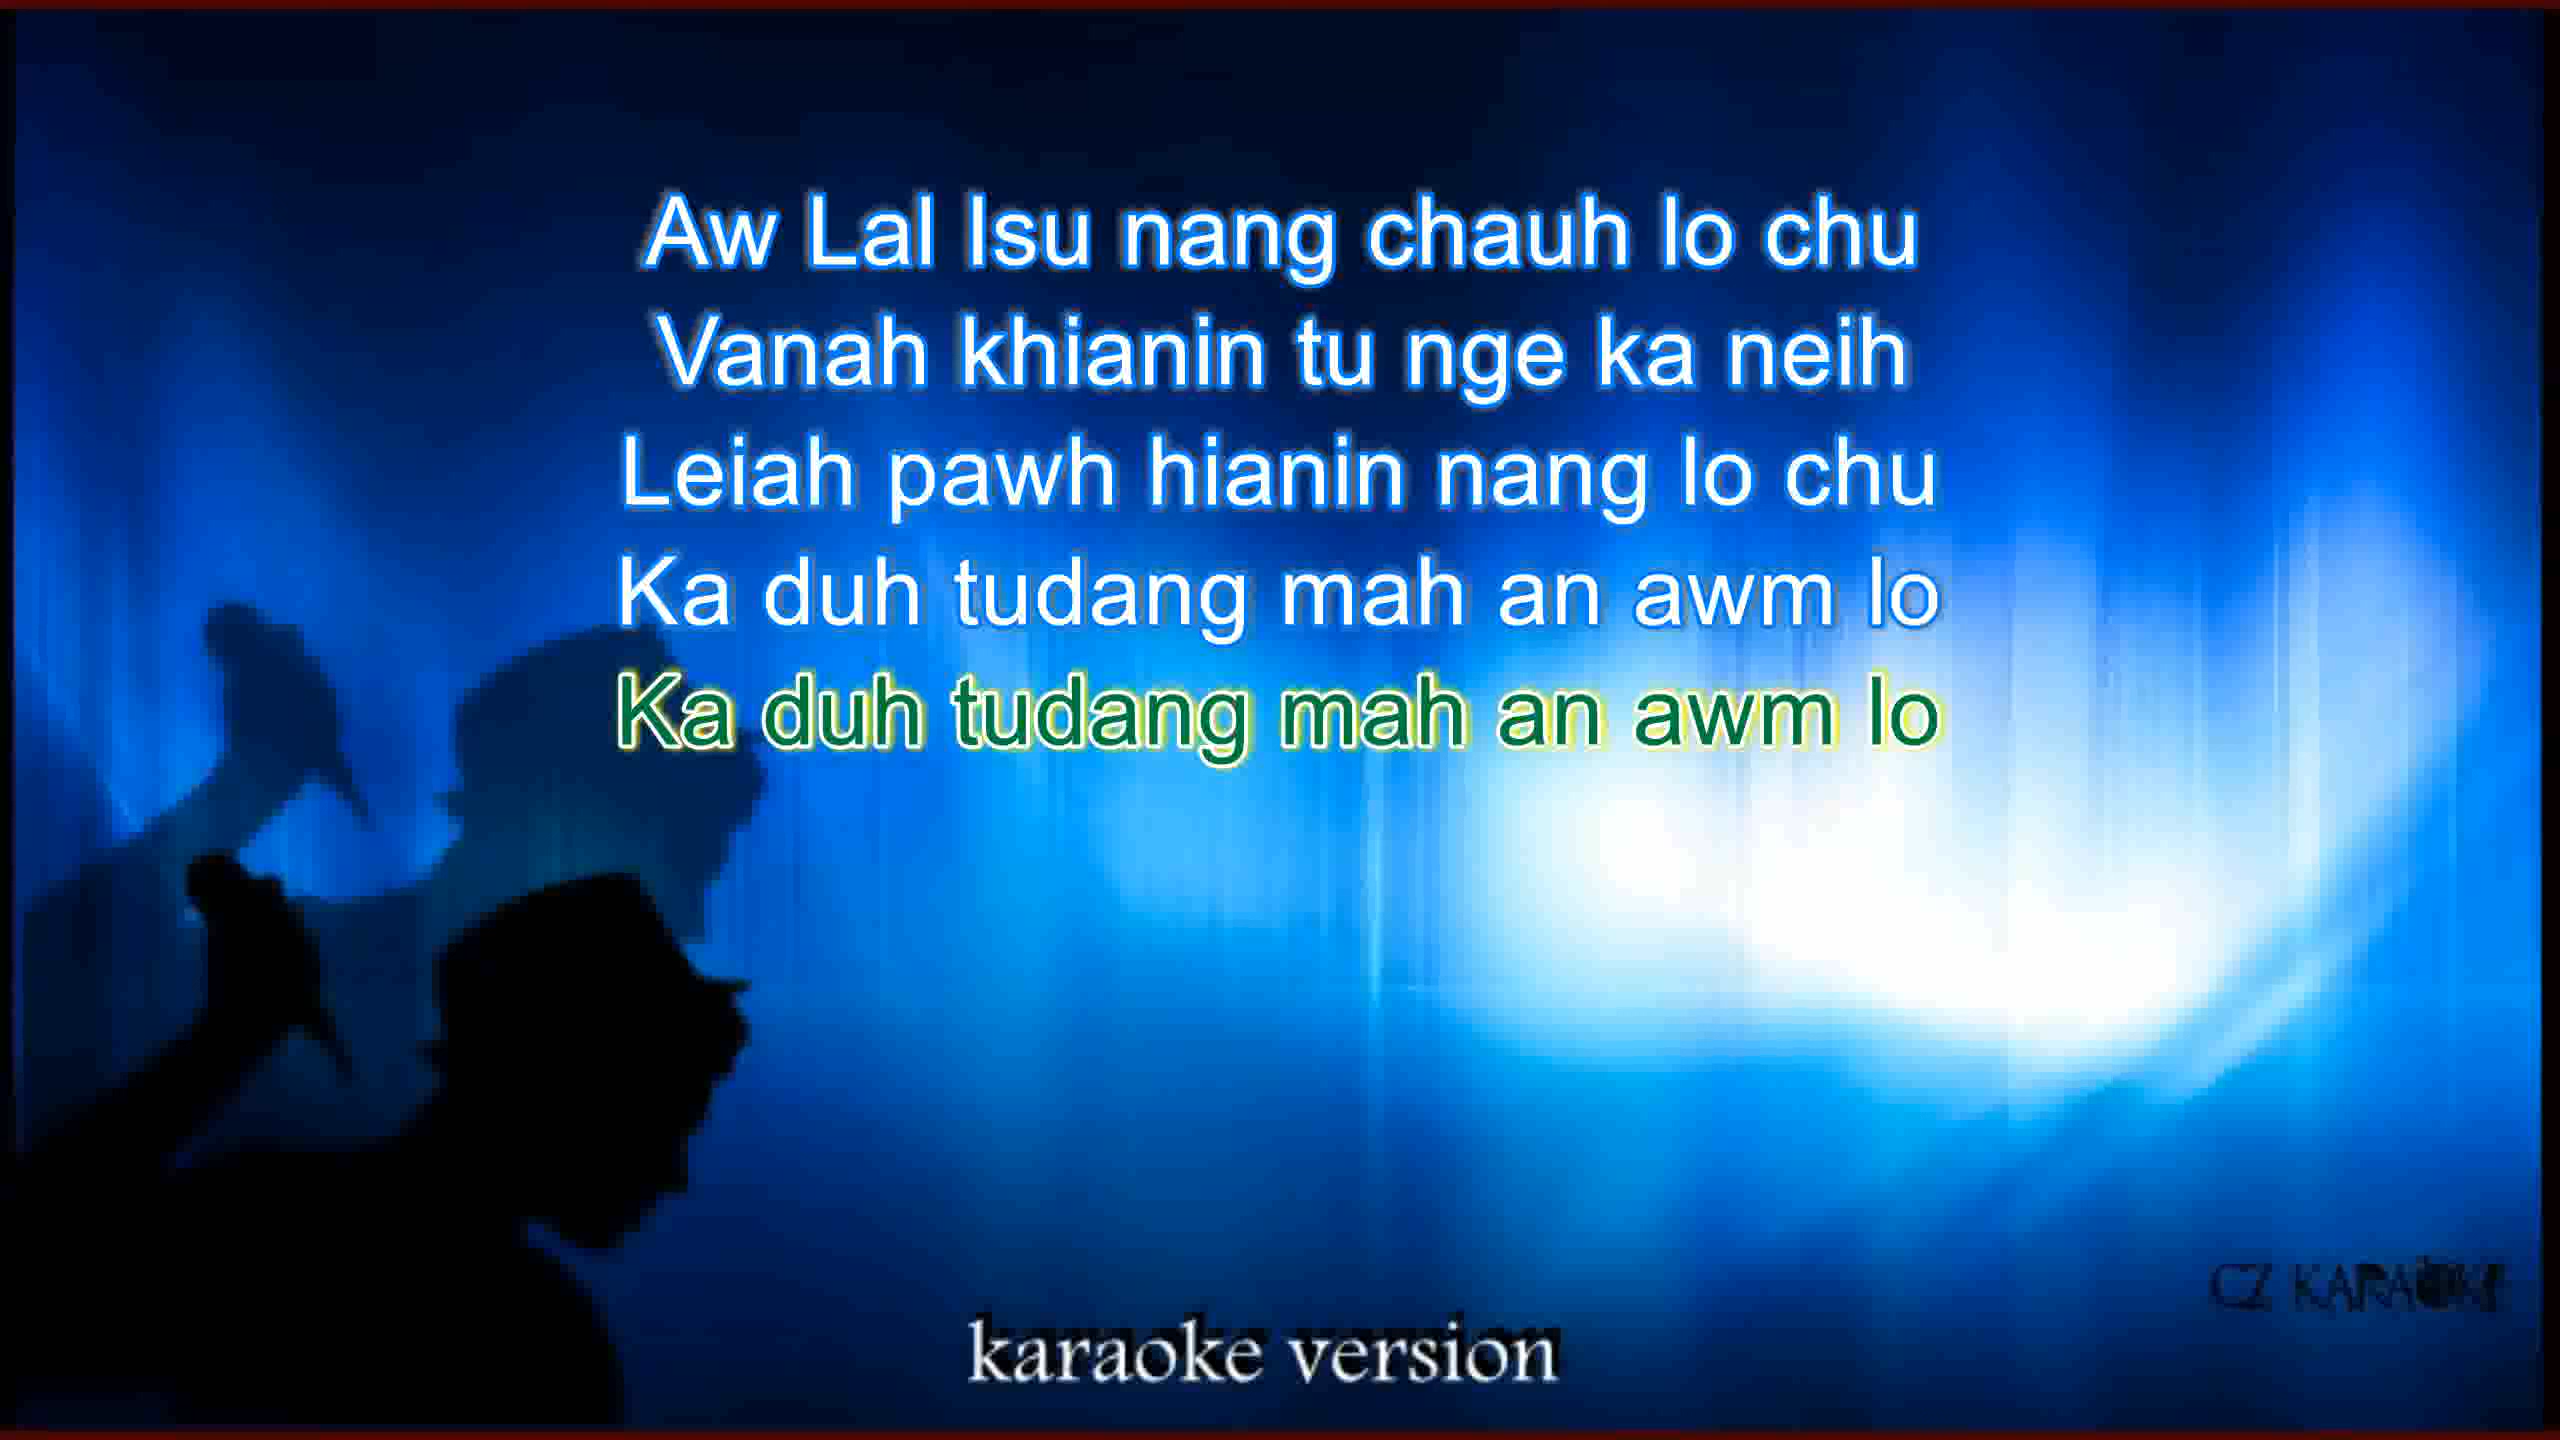 Aw Lal Isu nang chauh lo chu
Vanah khianin tu nge ka neih
Leiah pawh hianin nang lo chu
Ka duh tudang mah an awm lo
Ka duh tudang mah an awm lo
CZ KARAOKE
karaoke version